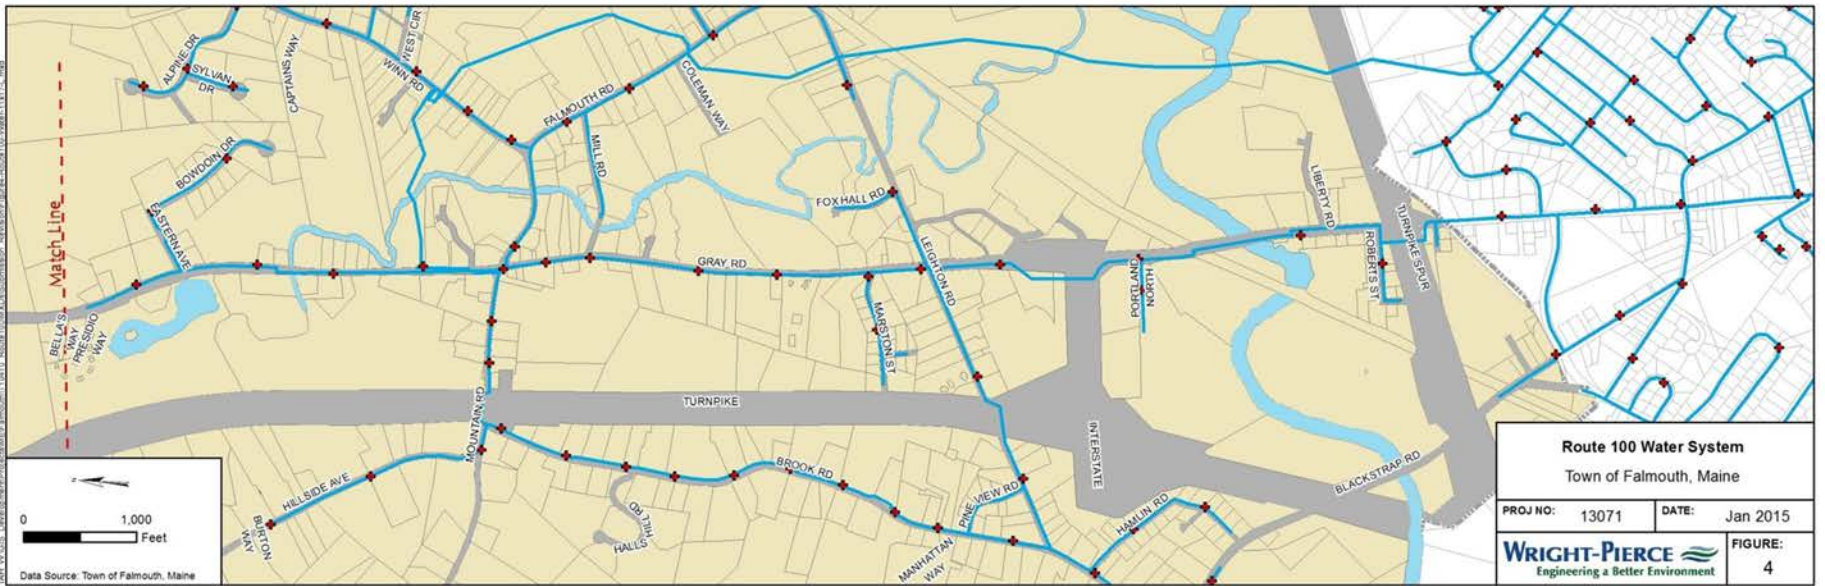 ALPINE DR
SYLVAN
DR
CAPTAINS WAY
WEST CIR
WINN RD
FALMOUTH RD
COLEMAN WAY
MILL RD
BOWDOIN DR
EASTERN AVE
Match Line
FOX HALL RD
LEIGHTON RD
GRAY RD
LIBERTY RD
TURNPIKE SPUR
ROBERTS ST
PORTLAND
NORTH
MARSTON ST
BELLA'S
WAY
PRESIDIO
WAY
TURNPIKE
MOUNTAIN RD
INTERSTATE
BLACKSTRAP RD
BROOK RD
HILLSIDE AVE
BURTON
WAY
HALLS
HILL RD
PINE VIEW RD
MANHATTAN
WAY
HAMLIN RD
z
0 1,000
Feet
Data Source: Town of Falmouth, Maine
Route 100 Water System
Town of Falmouth, Maine
PROJ NO: 13071 DATE: Jan 2015
WRIGHT-PIERCE
Engineering a Better Environment
FIGURE:
4